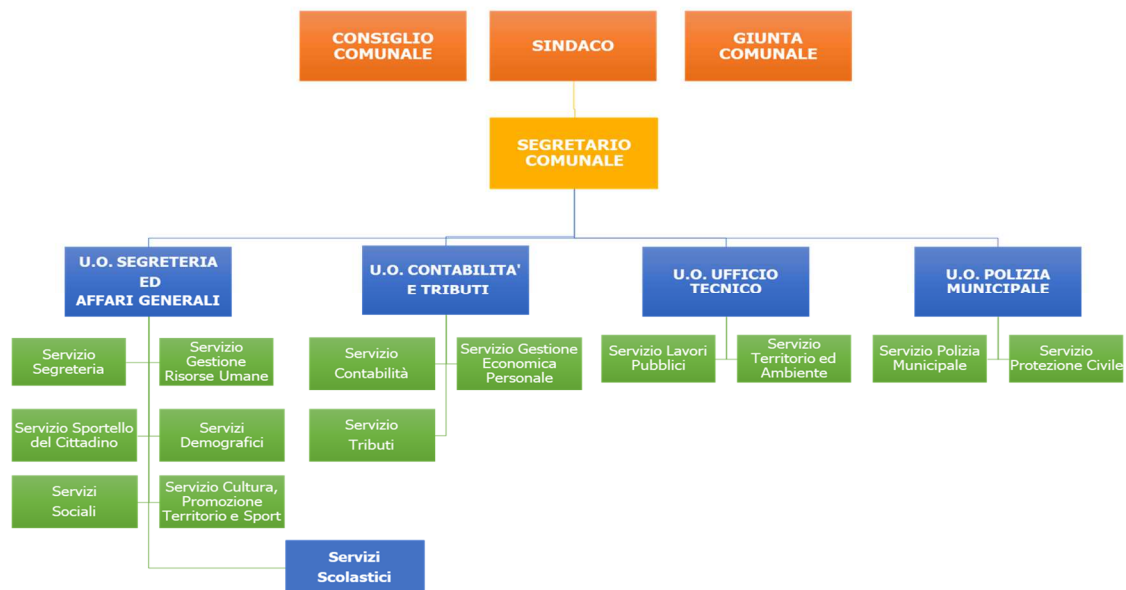 CONSIGLIO
COMUNALE
SINDACO
GIUNTA
COMUNALE
SEGRETARIO
COMUNALE
U.O. SEGRETERIA
ED
AFFARI GENERALI
U.O. CONTABILITA'
E TRIBUTI
U.O. UFFICIO
TECNICO
U.O. POLIZIA
MUNICIPALE
Servizio
Segreteria
Servizio
Gestione
Risorse Umane
Servizio
Contabilità
Servizio Gestione
Economica
Personale
Servizio Lavori
Pubblici
Servizio
Territorio ed
Ambiente
Servizio Polizia
Municipale
Servizio
Protezione Civile
Servizio Sportello
del Cittadino
Servizi
Demografici
Servizio
Tributi
Servizi
Sociali
Servizio Cultura,
Promozione
Territorio e Sport
Servizi
Scolastici